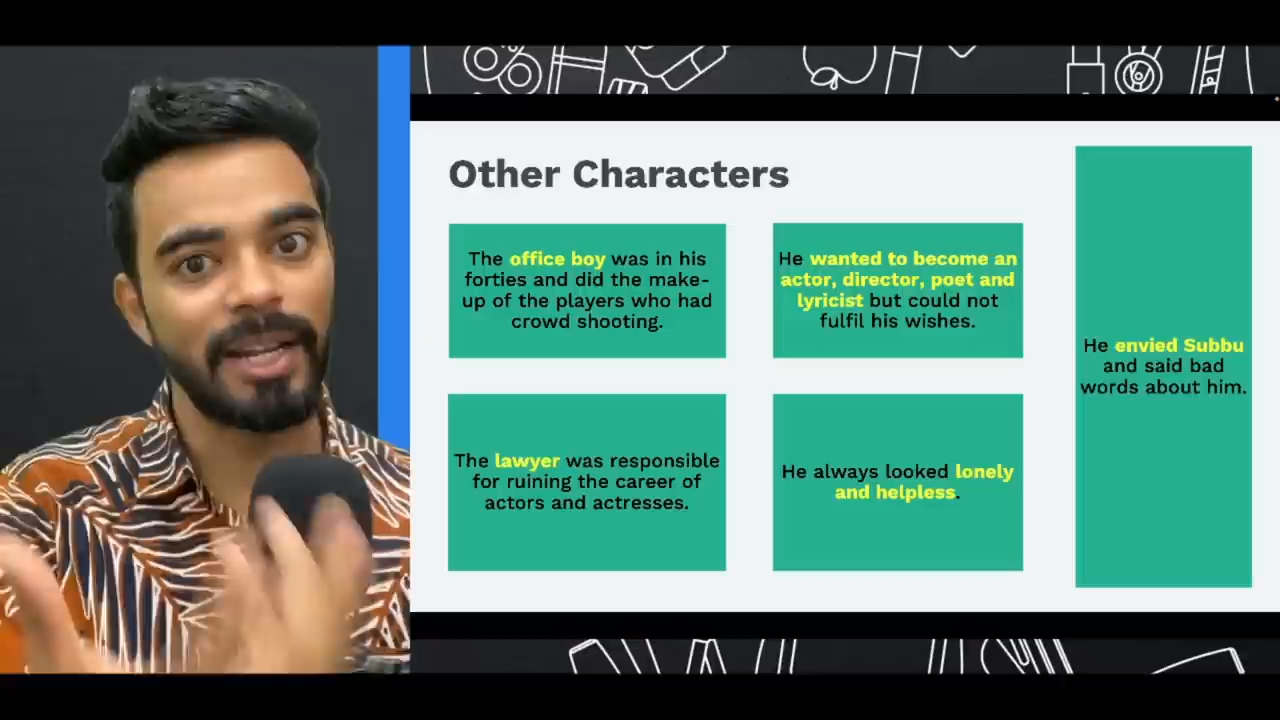 Other Characters
The office boy was in his
forties and did the make-
up of the players who had
crowd shooting.
He wanted to become an
actor, director, poet and
lyricist but could not
fulfil his wishes.
He envied Subbu
and said bad
words about him.
The lawyer was responsible
for ruining the career of
actors and actresses.
He always looked lonely
and helpless.